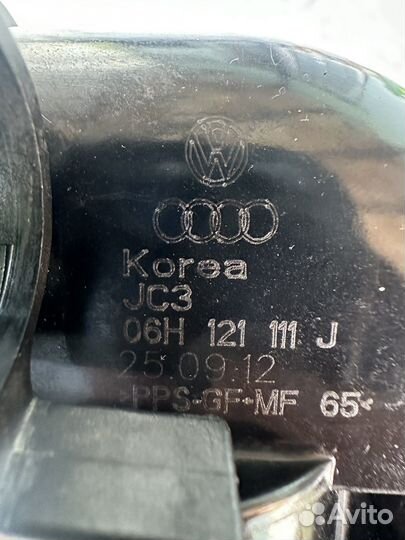 Korea
JC3
06H 121 111 J
25.09.12
>PPS-GF+MF 65<
Avito